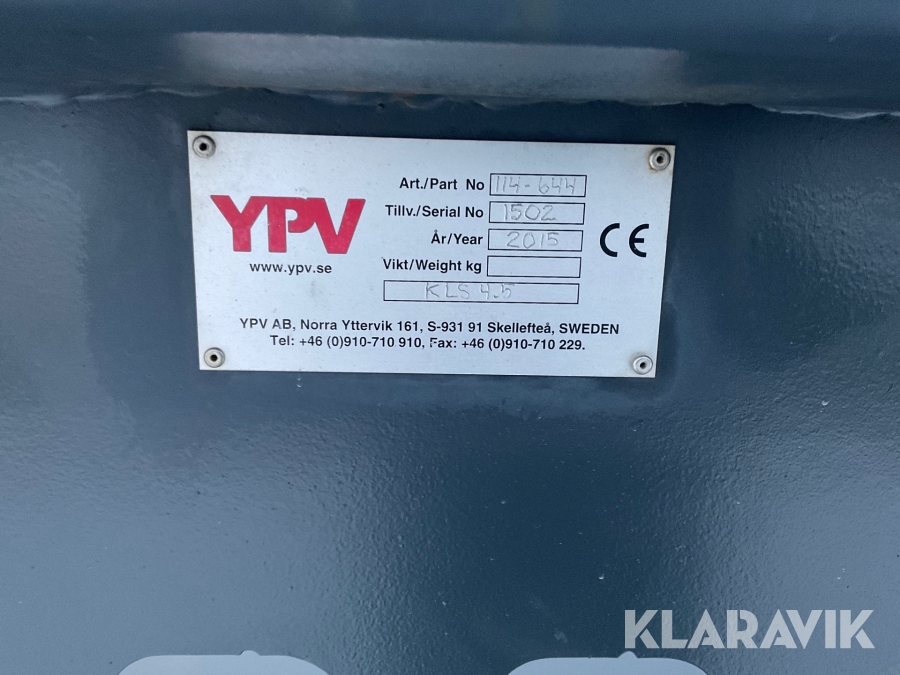 YPV
www.ypv.se
Art./Part No 114-644
Tillv./Serial No 1502
År/Year 2015
Vikt/Weight kg
KLS 4.5
CE
YPV AB, Norra Yttervik 161, S-931 91 Skellefteå, SWEDEN
Tel: +46 (0)910-710 910, Fax: +46 (0)910-710 229.
KLARAVIK